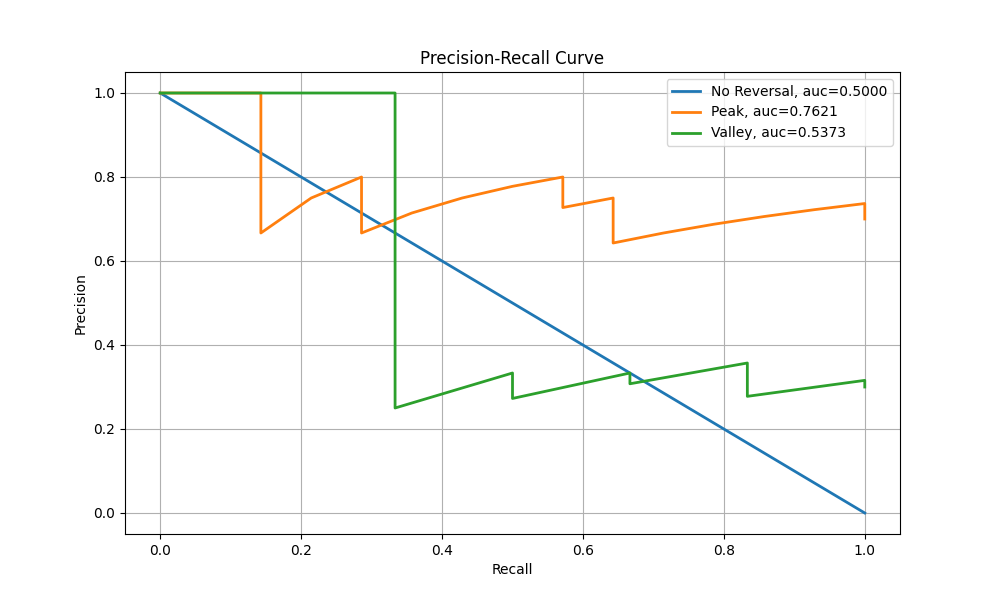 Precision-Recall Curve
No Reversal, auc=0.5000
Peak, auc=0.7621
Valley, auc=0.5373
Precision
1.0
0.8
0.6
0.4
0.2
0.0
0.0 0.2 0.4 0.6 0.8 1.0
Recall